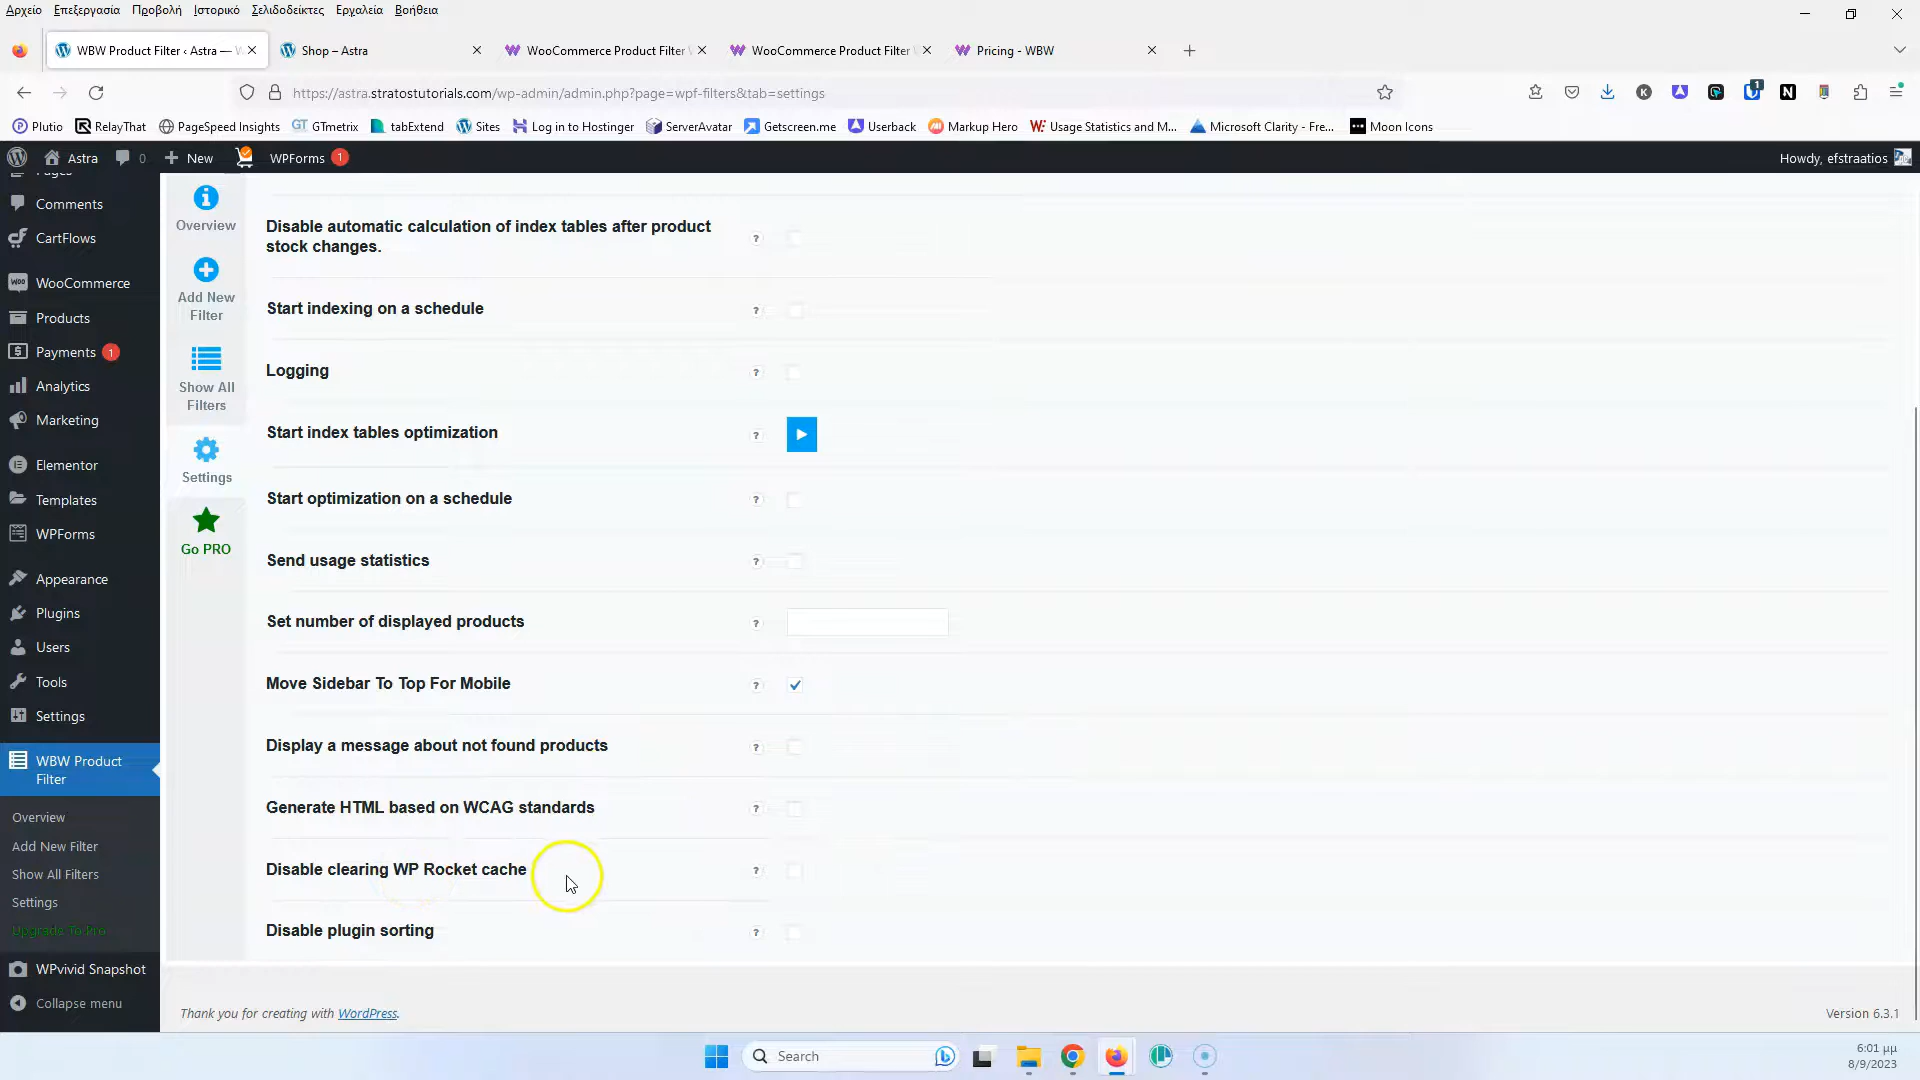 Αρχείο Επεξεργασία Προβολή Ιστορικό Σελιδοδείκτες Εργαλεία Βοήθεια
WBW Product Filter ‹ Astra — W
Shop – Astra
WooCommerce Product Filter
WooCommerce Product Filter
Pricing - WBW
https://astra.stratostutorials.com/wp-admin/admin.php?page=wpf-filters&tab=settings
1
Plutio
RelayThat
PageSpeed Insights
GTmetrix
tabExtend
Sites
Log in to Hostinger
ServerAvatar
Getscreen.me
Userback
Markup Hero
Usage Statistics and M...
Microsoft Clarity - Fre...
Moon Icons
Astra
0
New
WPForms 1
Howdy, efstraatios
Pages
Comments
CartFlows
WooCommerce
Products
Payments 1
Analytics
Marketing
Elementor
Templates
WPForms
Appearance
Plugins
Users
Tools
Settings
WBW Product
Filter
Overview
Add New Filter
Show All Filters
Settings
Upgrade To Pro
WPvivid Snapshot
Collapse menu
Overview
Add New
Filter
Show All
Filters
Settings
Go PRO
Disable automatic calculation of index tables after product
stock changes. ?
Start indexing on a schedule ?
Logging ?
Start index tables optimization ?
Start optimization on a schedule ?
Send usage statistics ?
Set number of displayed products ?
Move Sidebar To Top For Mobile ?
Display a message about not found products ?
Generate HTML based on WCAG standards ?
Disable clearing WP Rocket cache ?
Disable plugin sorting ?
Thank you for creating with WordPress.
Version 6.3.1
Search
6:01 μμ
8/9/2023